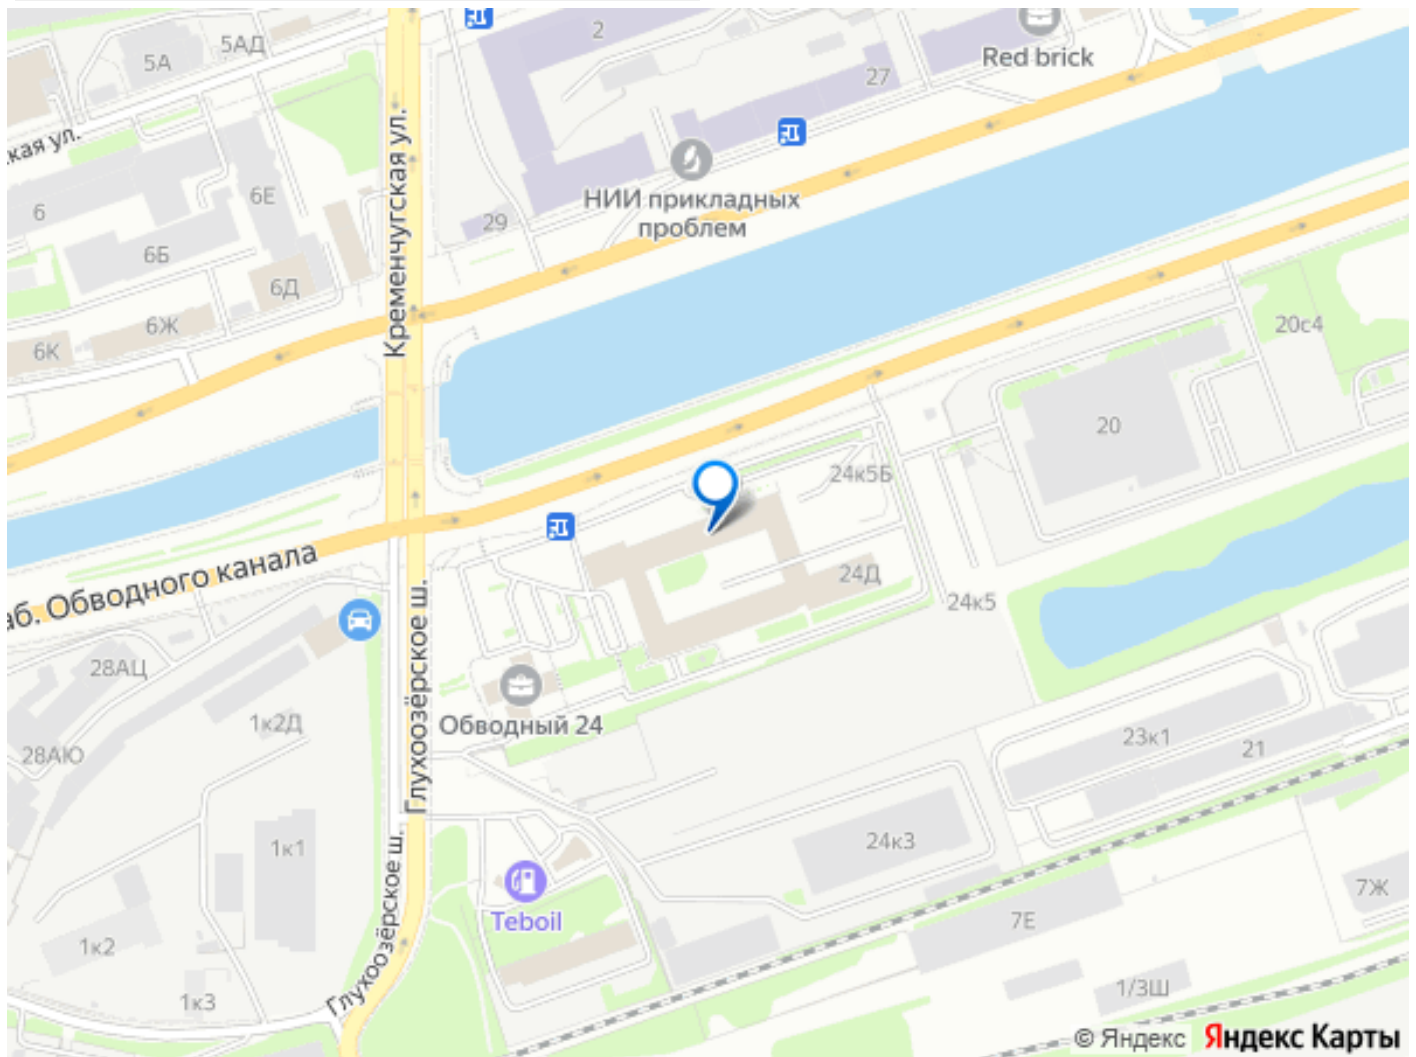 2
5АД
5А
Red brick
27
кая ул.
Кременчугская ул.
НИИ прикладных
проблем
6Е
6
29
6Б
6Д
6Ж
6К
20с4
20
24к5Б
аб. Обводного канала
24Д
24к5
Глухоозёрское ш.
28АЦ
Обводный 24
1к2Д
28АЮ
23к1
21
1к1
24к3
Глухоозёрское ш.
Teboil
7Ж
7Е
1к2
1/3Ш
1к3
© Яндекс Яндекс Карты